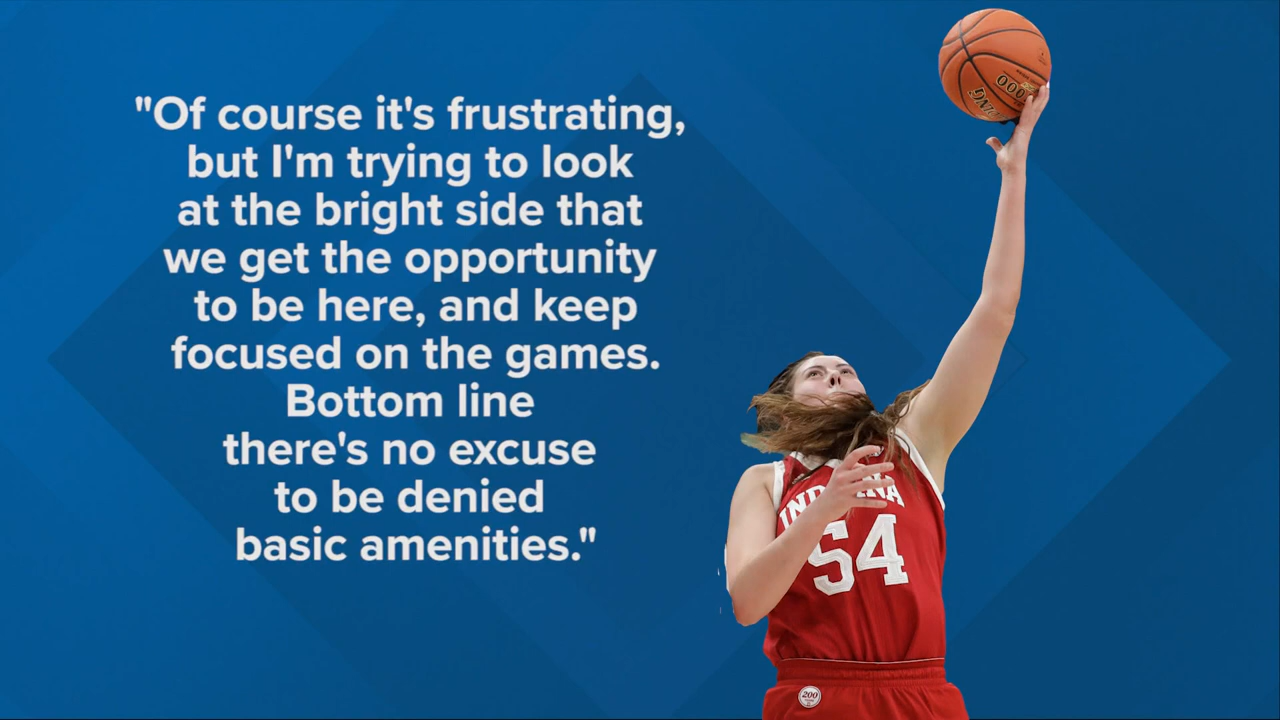 "Of course it's frustrating,
but I'm trying to look
at the bright side that
we get the opportunity
to be here, and keep
focused on the games.
Bottom line
there's no excuse
to be denied
basic amenities."
54
200